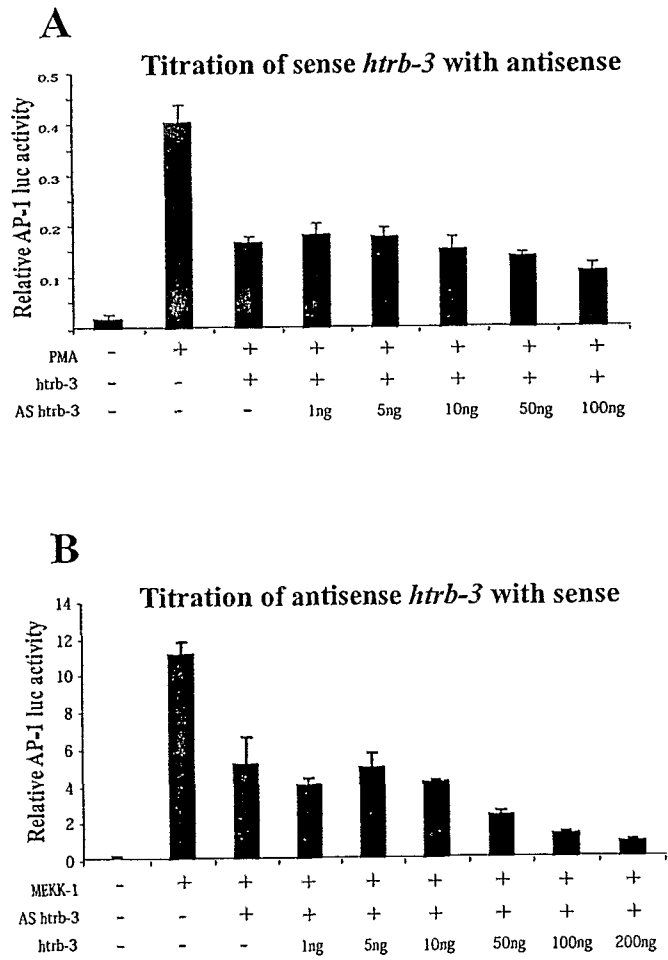 A
Titration of sense htrb-3 with antisense
Relative AP-1 luc activity
0.5
0.4
0.3
0.2
0.1
PMA - + + + + + + +
htrb-3 - - + + + + + +
AS htrb-3 - - - 1ng 5ng 10ng 50ng 100ng
B
Titration of antisense htrb-3 with sense
Relative AP-1 luc activity
14
12
10
8
6
4
2
0
MEKK-1 - + + + + + + + +
AS htrb-3 - - + + + + + + +
htrb-3 - - - 1ng 5ng 10ng 50ng 100ng 200ng